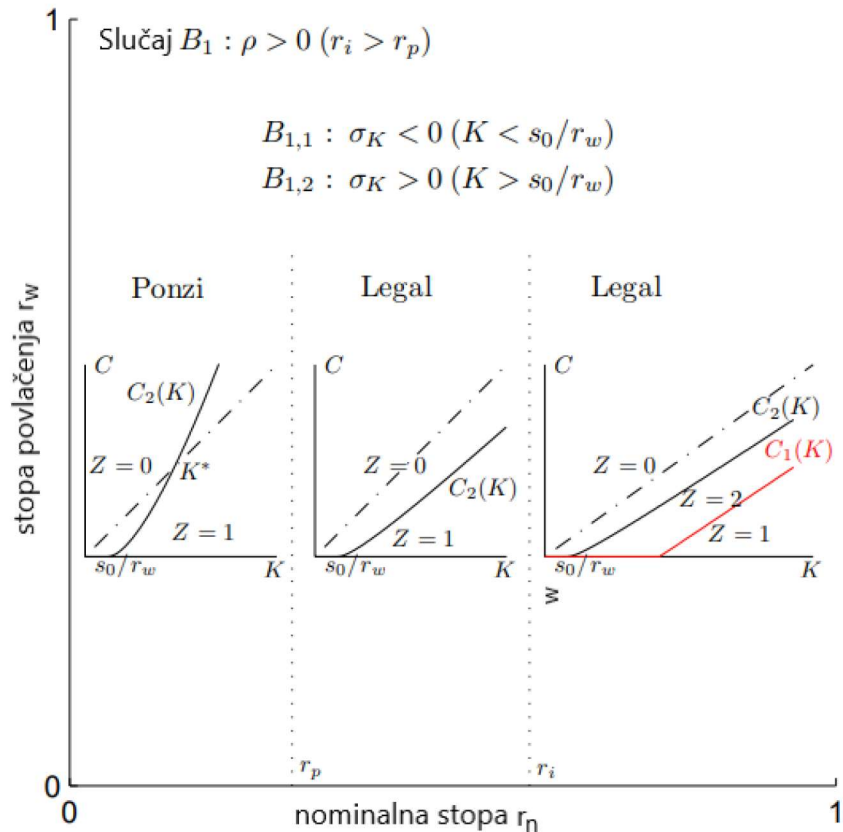 1
Slučaj B₁ : ρ > 0 (rᵢ > rₚ)
B₁,₁ : σ_K < 0 (K < s₀/r_w)
B₁,₂ : σ_K > 0 (K > s₀/r_w)
stopa povlačenja r_w
Ponzi
C
C₂(K)
Z = 0
K*
Z = 1
s₀/r_w
K
Legal
C
Z = 0
C₂(K)
Z = 1
s₀/r_w
K
Legal
C
C₂(K)
C₁(K)
Z = 0
Z = 2
Z = 1
s₀/r_w
K
w
rₚ
rᵢ
0
0
nominalna stopa rₙ
1